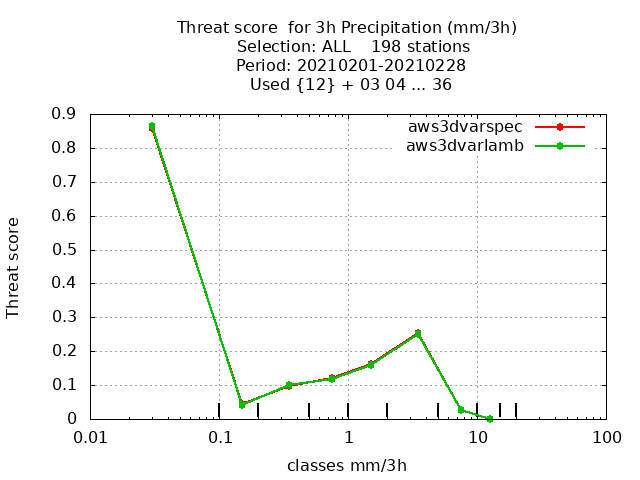 Threat score  for 3h Precipitation (mm/3h)
Selection: ALL    198 stations
Period: 20210201-20210228
Used {12} + 03 04 ... 36
aws3dvarspec
aws3dvarlamb
Threat score
0.9
0.8
0.7
0.6
0.5
0.4
0.3
0.2
0.1
0
0.01 0.1 1 10 100
classes mm/3h